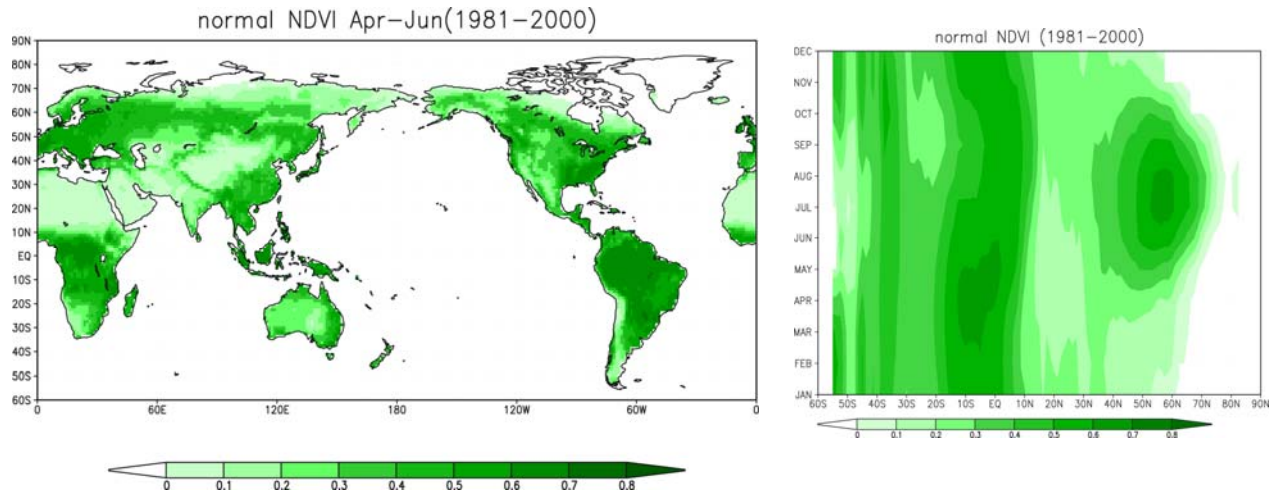 normal NDVI Apr-Jun(1981-2000)
90N
80N
70N
60N
50N
40N
30N
20N
10N
EQ
10S
20S
30S
40S
50S
60S
0 60E 120E 180 120W 60W 0
0 0.1 0.2 0.3 0.4 0.5 0.6 0.7 0.8
normal NDVI (1981-2000)
DEC
NOV
OCT
SEP
AUG
JUL
JUN
MAY
APR
MAR
FEB
JAN
60S 50S 40S 30S 20S 10S EQ 10N 20N 30N 40N 50N 60N 70N 80N 90N
0 0.1 0.2 0.3 0.4 0.5 0.6 0.7 0.8